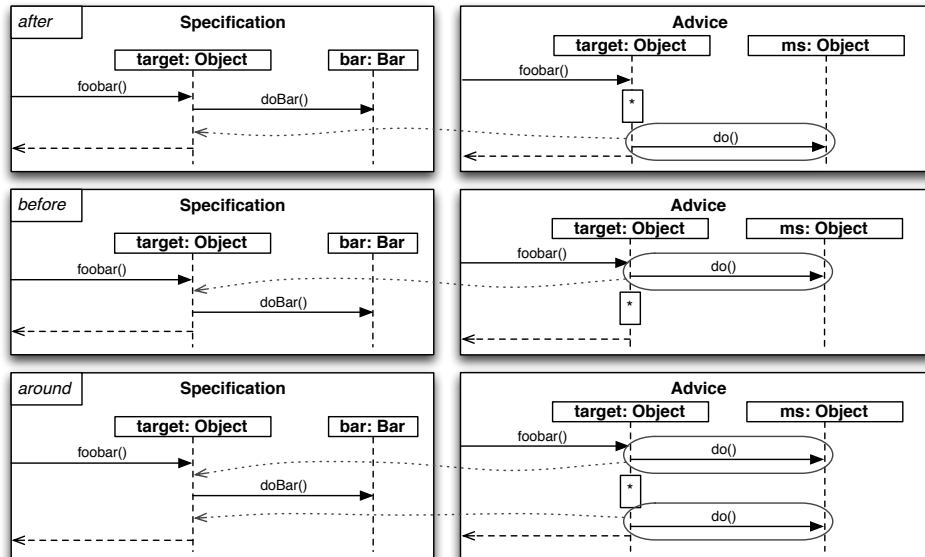 after
Specification
target: Object
bar: Bar
foobar()
doBar()
Advice
target: Object
ms: Object
foobar()
*
do()
before
Specification
target: Object
bar: Bar
foobar()
doBar()
Advice
target: Object
ms: Object
foobar()
do()
*
around
Specification
target: Object
bar: Bar
foobar()
doBar()
Advice
target: Object
ms: Object
foobar()
do()
*
do()